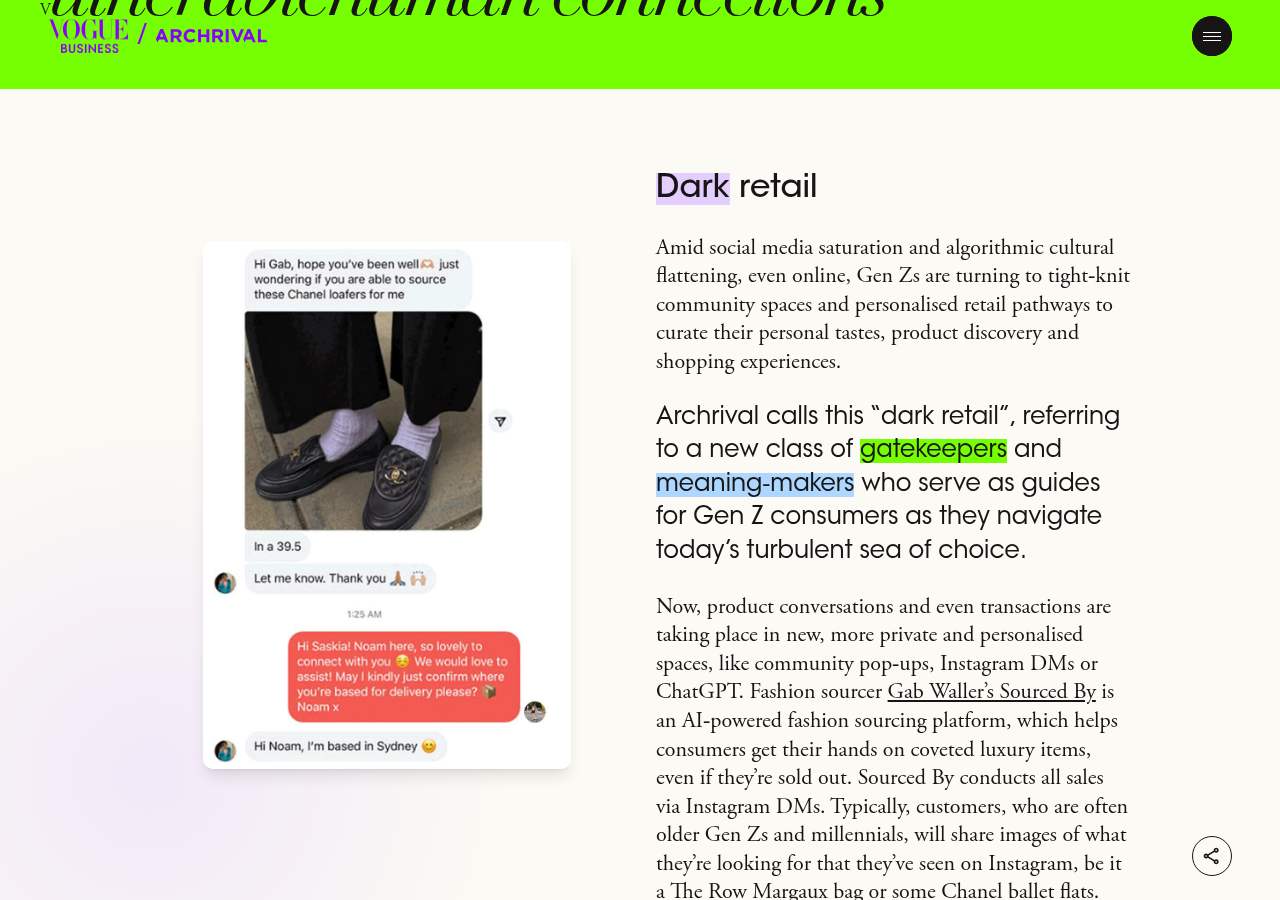 VOGUE
BUSINESS
/ ARCHRIVAL
Hi Gab, hope you've been well🫶🏼 just
wondering if you are able to source
these Chanel loafers for me
In a 39.5
Let me know. Thank you 🙏🏽 🙌🏼
1:25 AM
Hi Saskia! Noam here, so lovely to
connect with you ☺️ We would love to
assist! May I kindly just confirm where
you're based for delivery please? 📦
Noam x
Hi Noam, I'm based in Sydney 😊
Dark retail
Amid social media saturation and algorithmic cultural
flattening, even online, Gen Zs are turning to tight-knit
community spaces and personalised retail pathways to
curate their personal tastes, product discovery and
shopping experiences.
Archrival calls this “dark retail”, referring
to a new class of gatekeepers and
meaning-makers who serve as guides
for Gen Z consumers as they navigate
today’s turbulent sea of choice.
Now, product conversations and even transactions are
taking place in new, more private and personalised
spaces, like community pop-ups, Instagram DMs or
ChatGPT. Fashion sourcer Gab Waller’s Sourced By is
an AI-powered fashion sourcing platform, which helps
consumers get their hands on coveted luxury items,
even if they’re sold out. Sourced By conducts all sales
via Instagram DMs. Typically, customers, who are often
older Gen Zs and millennials, will share images of what
they’re looking for that they’ve seen on Instagram, be it
a The Row Margaux bag or some Chanel ballet flats.